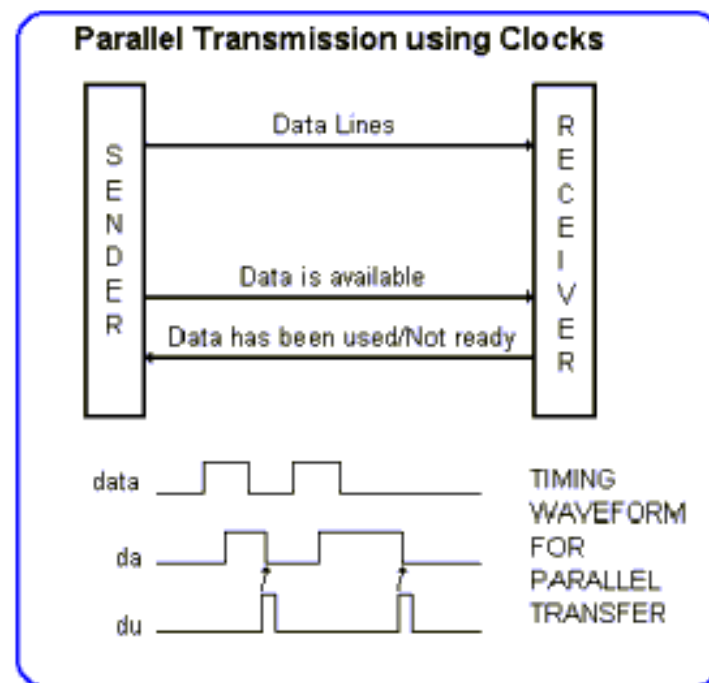 Parallel Transmission using Clocks
SENDER
Data Lines
RECEIVER
Data is available
Data has been used/Not ready
data
da
du
TIMING
WAVEFORM
FOR
PARALLEL
TRANSFER